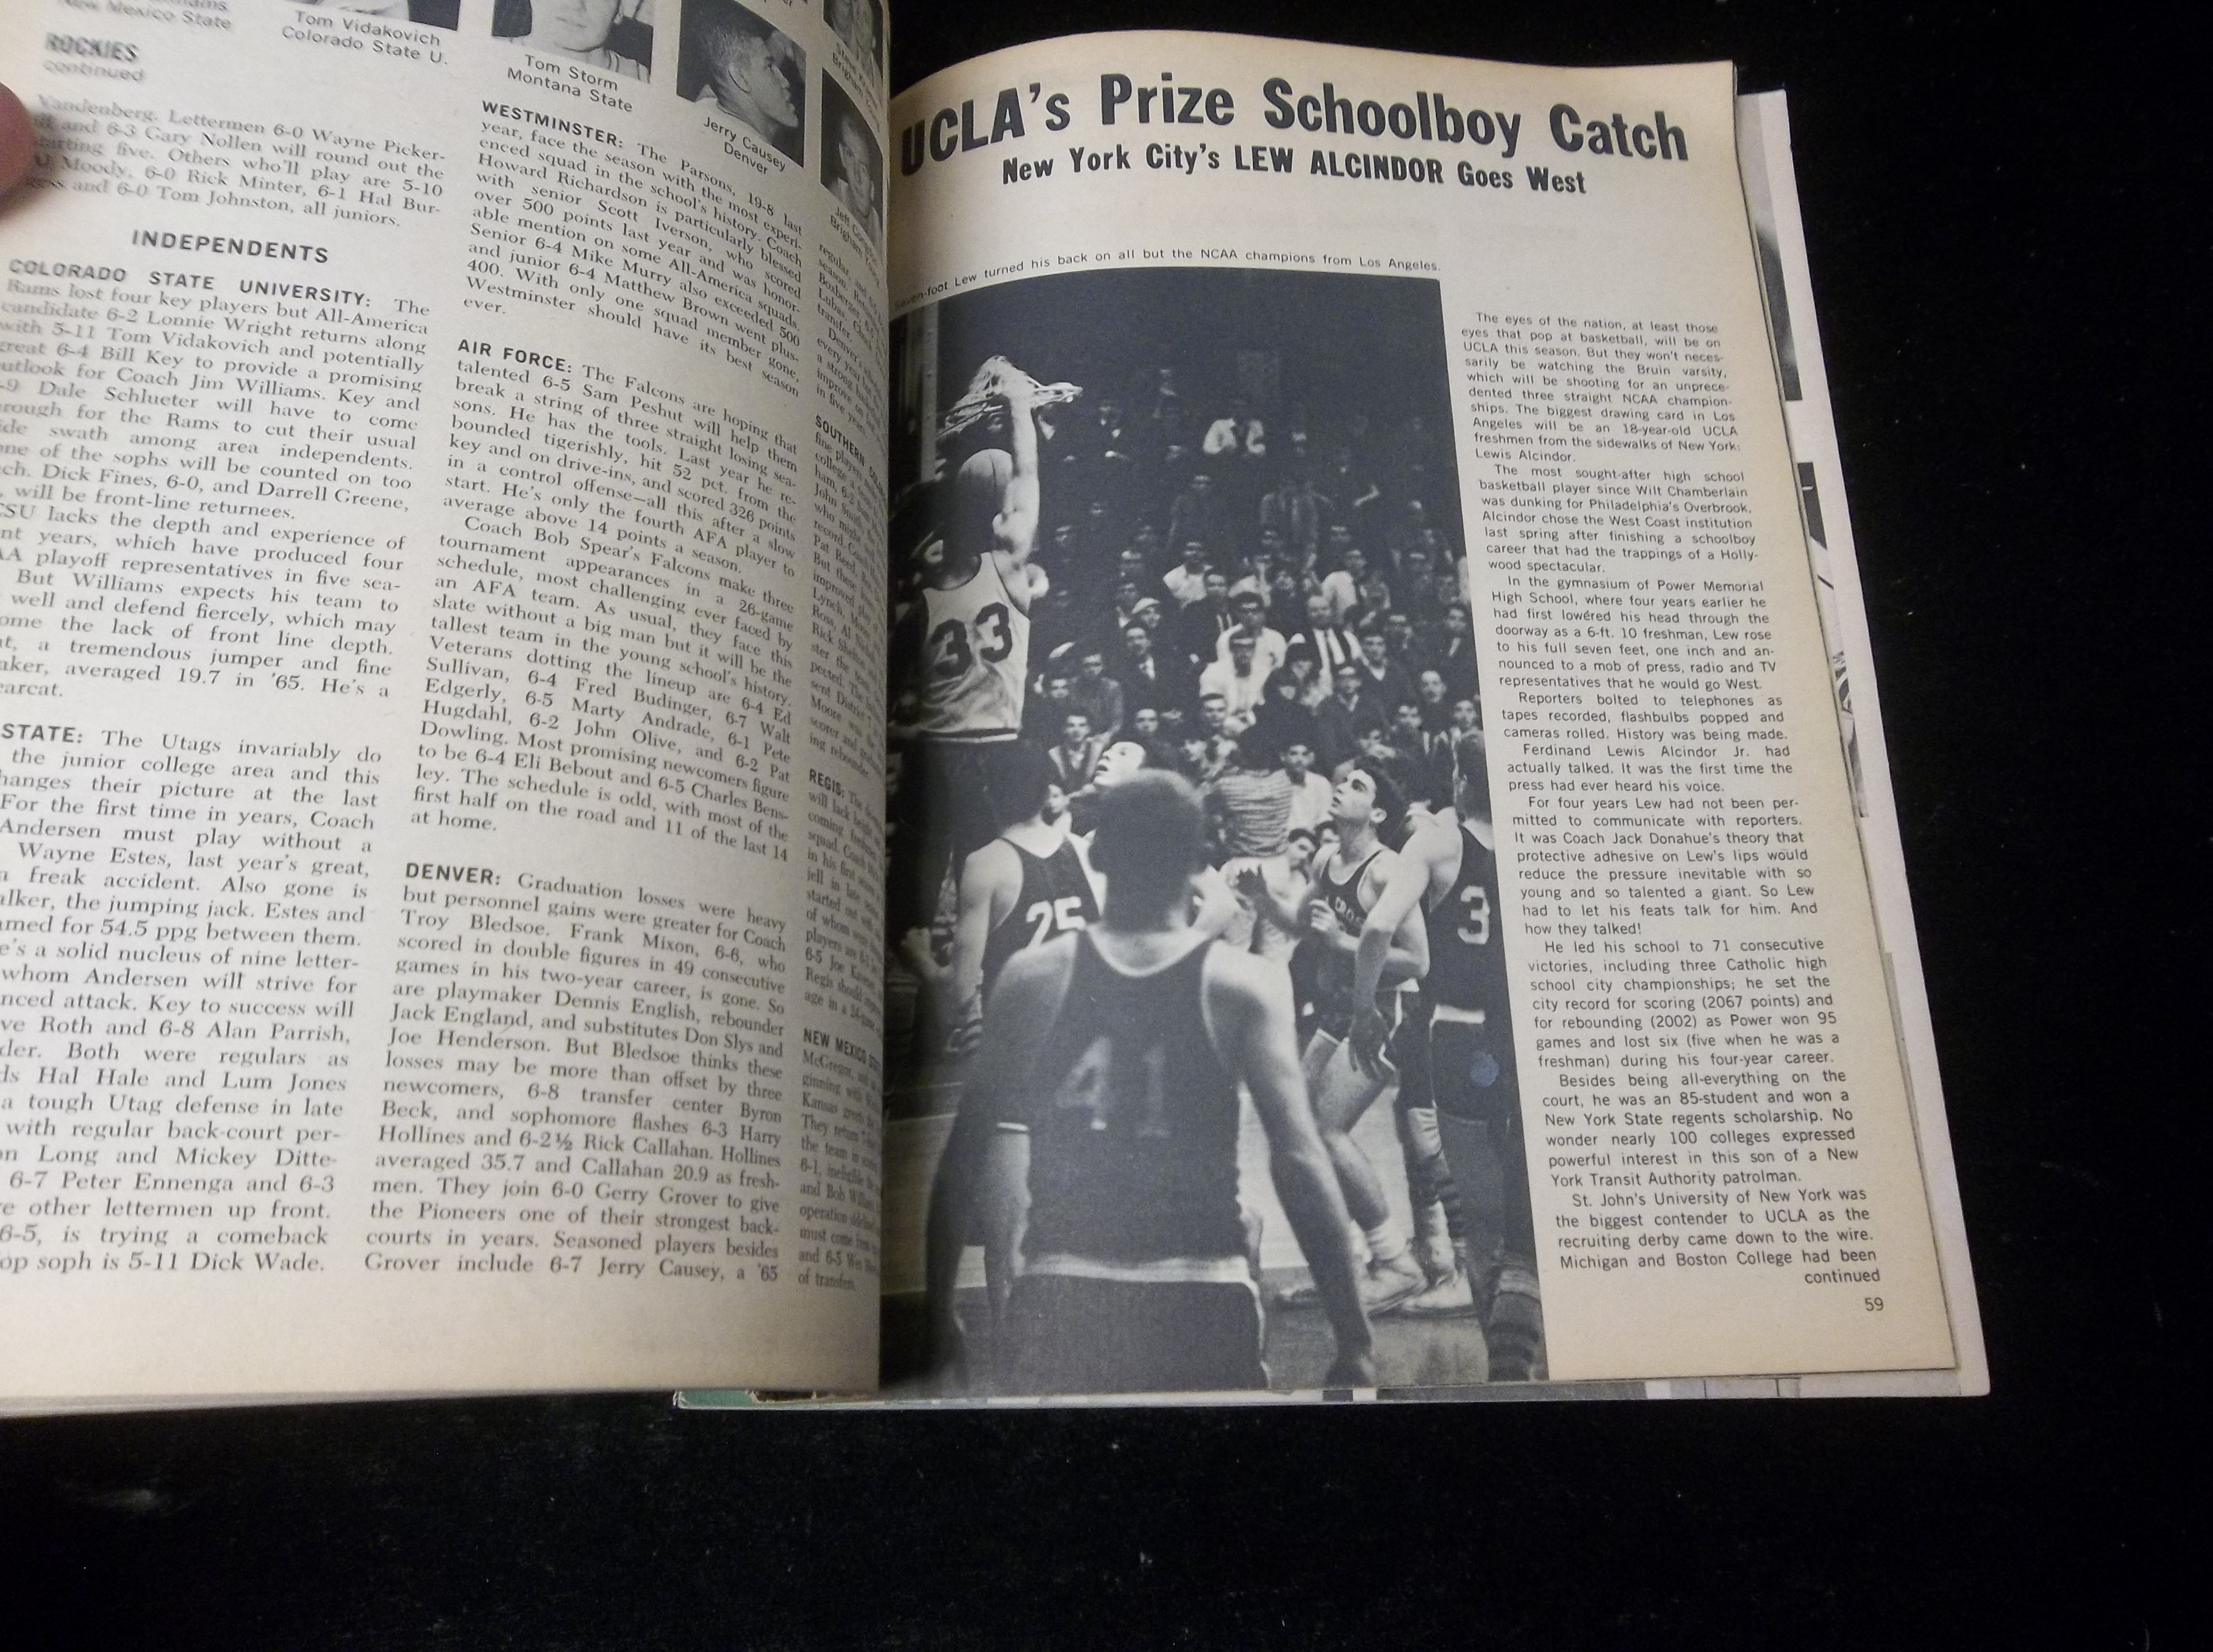 New Mexico State
Tom Vidakovich
Colorado State U.
Tom Storm
Montana State
Jerry Causey
Denver
ROCKIES
continued
Vandenberg. Lettermen 6-0 Wayne Picker-
and 6-3 Gary Nollen will round out the
starting five. Others who'll play are 5-10
Moody, 6-0 Rick Minter, 6-1 Hal Bur-
and 6-0 Tom Johnston, all juniors.
INDEPENDENTS
COLORADO STATE UNIVERSITY: The
Rams lost four key players but All-America
candidate 6-2 Lonnie Wright returns along
with 5-11 Tom Vidakovich and potentially
great 6-4 Bill Key to provide a promising
outlook for Coach Jim Williams. Key and
-9 Dale Schlueter will have to come
rough for the Rams to cut their usual
ide swath among area independents.
one of the sophs will be counted on too
ch. Dick Fines, 6-0, and Darrell Greene,
, will be front-line returnees.
CSU lacks the depth and experience of
nt years, which have produced four
AA playoff representatives in five sea-
But Williams expects his team to
well and defend fiercely, which may
ome the lack of front line depth.
t, a tremendous jumper and fine
aker, averaged 19.7 in '65. He's a
earcat.
STATE: The Utags invariably do
the junior college area and this
hanges their picture at the last
For the first time in years, Coach
Andersen must play without a
Wayne Estes, last year's great,
a freak accident. Also gone is
alker, the jumping jack. Estes and
med for 54.5 ppg between them.
e's a solid nucleus of nine letter-
whom Andersen will strive for
nced attack. Key to success will
ve Roth and 6-8 Alan Parrish,
der. Both were regulars as
ds Hal Hale and Lum Jones
a tough Utag defense in late
with regular back-court per-
on Long and Mickey Ditte-
6-7 Peter Ennenga and 6-3
e other lettermen up front.
6-5, is trying a comeback
op soph is 5-11 Dick Wade.
WESTMINSTER: The Parsons, 19-8 last
year, face the season with the most experi-
enced squad in the school's history. Coach
Howard Richardson is particularly blessed
with senior Scott Iverson, who scored
over 500 points last year and was honor-
able mention on some All-America squads.
Senior 6-4 Mike Murry also exceeded 500
and junior 6-4 Matthew Brown went plus-
400. With only one squad member gone,
Westminster should have its best season
ever.
AIR FORCE: The Falcons are hoping that
talented 6-5 Sam Peshut will help them
break a string of three straight losing sea-
sons. He has the tools. Last year he re-
bounded tigerishly, hit 52 pct. from the
key and on drive-ins, and scored 326 points
in a control offense—all this after a slow
start. He's only the fourth AFA player to
average above 14 points a season.
Coach Bob Spear's Falcons make three
tournament appearances in a 26-game
schedule, most challenging ever faced by
an AFA team. As usual, they face this
slate without a big man but it will be the
tallest team in the young school's history.
Veterans dotting the lineup are 6-4 Ed
Sullivan, 6-4 Fred Budinger, 6-7 Walt
Edgerly, 6-5 Marty Andrade, 6-1 Pete
Hugdahl, 6-2 John Olive, and 6-2 Pat
Dowling. Most promising newcomers figure
to be 6-4 Eli Bebout and 6-5 Charles Bens-
ley. The schedule is odd, with most of the
first half on the road and 11 of the last 14
at home.
DENVER: Graduation losses were heavy
but personnel gains were greater for Coach
Troy Bledsoe. Frank Mixon, 6-6, who
scored in double figures in 49 consecutive
games in his two-year career, is gone. So
are playmaker Dennis English, rebounder
Jack England, and substitutes Don Slys and
Joe Henderson. But Bledsoe thinks these
losses may be more than offset by three
newcomers, 6-8 transfer center Byron
Beck, and sophomore flashes 6-3 Harry
Hollines and 6-2½ Rick Callahan. Hollines
averaged 35.7 and Callahan 20.9 as fresh-
men. They join 6-0 Gerry Grover to give
the Pioneers one of their strongest back-
courts in years. Seasoned players besides
Grover include 6-7 Jerry Causey, a '65
SOUTHERN
REGIS:
NEW MEXICO
UCLA's Prize Schoolboy Catch
New York City's LEW ALCINDOR Goes West
Seven-foot Lew turned his back on all but the NCAA champions from Los Angeles.
33
25
41
3
The eyes of the nation, at least those
eyes that pop at basketball, will be on
UCLA this season. But they won't neces-
sarily be watching the Bruin varsity,
which will be shooting for an unprece-
dented three straight NCAA champion-
ships. The biggest drawing card in Los
Angeles will be an 18-year-old UCLA
freshmen from the sidewalks of New York:
Lewis Alcindor.
The most sought-after high school
basketball player since Wilt Chamberlain
was dunking for Philadelphia's Overbrook,
Alcindor chose the West Coast institution
last spring after finishing a schoolboy
career that had the trappings of a Holly-
wood spectacular.
In the gymnasium of Power Memorial
High School, where four years earlier he
had first lowered his head through the
doorway as a 6-ft. 10 freshman, Lew rose
to his full seven feet, one inch and an-
nounced to a mob of press, radio and TV
representatives that he would go West.
Reporters bolted to telephones as
tapes recorded, flashbulbs popped and
cameras rolled. History was being made.
Ferdinand Lewis Alcindor Jr. had
actually talked. It was the first time the
press had ever heard his voice.
For four years Lew had not been per-
mitted to communicate with reporters.
It was Coach Jack Donahue's theory that
protective adhesive on Lew's lips would
reduce the pressure inevitable with so
young and so talented a giant. So Lew
had to let his feats talk for him. And
how they talked!
He led his school to 71 consecutive
victories, including three Catholic high
school city championships; he set the
city record for scoring (2067 points) and
for rebounding (2002) as Power won 95
games and lost six (five when he was a
freshman) during his four-year career.
Besides being all-everything on the
court, he was an 85-student and won a
New York State regents scholarship. No
wonder nearly 100 colleges expressed
powerful interest in this son of a New
York Transit Authority patrolman.
St. John's University of New York was
the biggest contender to UCLA as the
recruiting derby came down to the wire.
Michigan and Boston College had been
continued
59